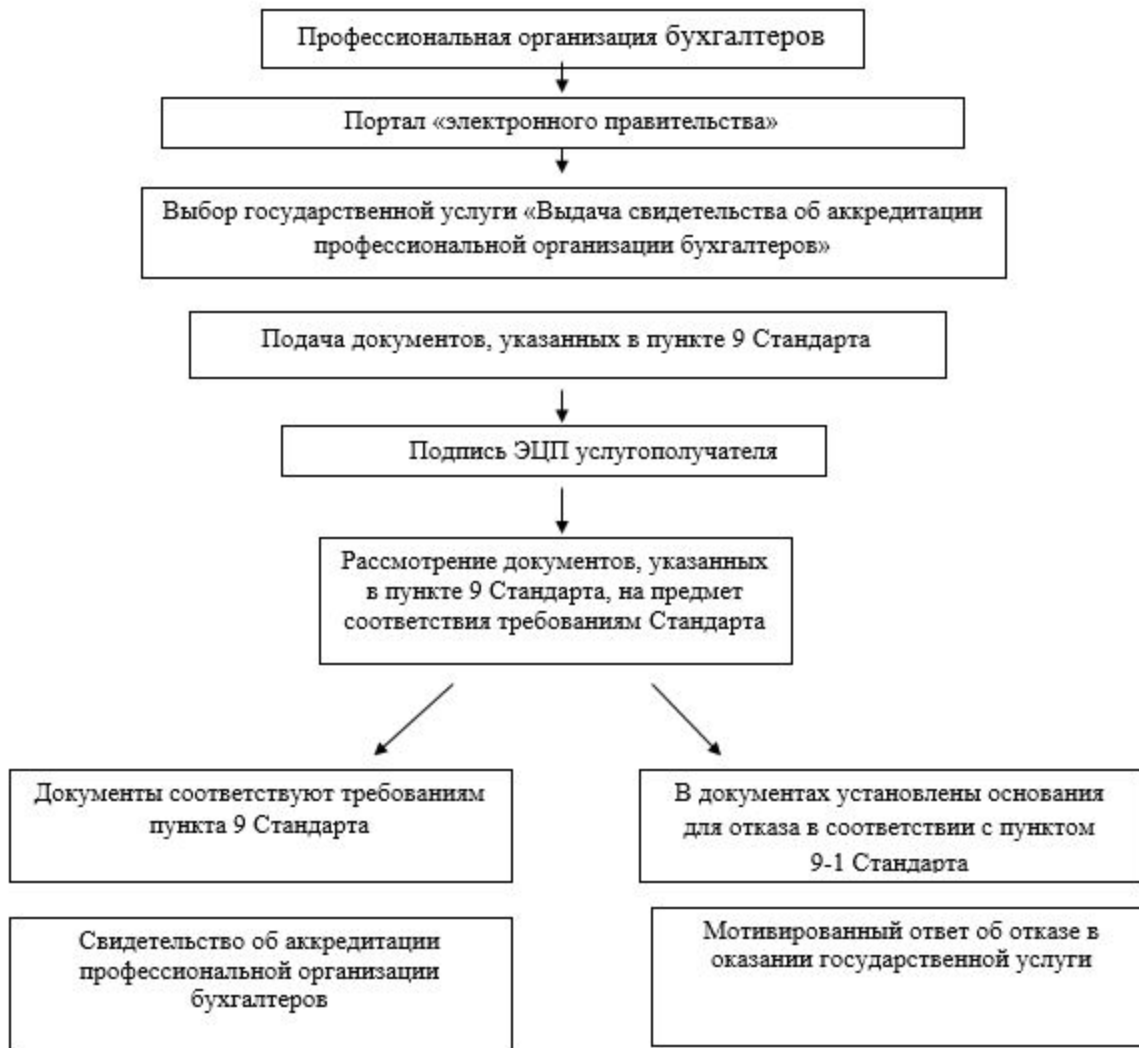 Профессиональная организация бухгалтеров
Портал «электронного правительства»
Выбор государственной услуги «Выдача свидетельства об аккредитации
профессиональной организации бухгалтеров»
Подача документов, указанных в пункте 9 Стандарта
Подпись ЭЦП услугополучателя
Рассмотрение документов, указанных
в пункте 9 Стандарта, на предмет
соответствия требованиям Стандарта
Документы соответствуют требованиям
пункта 9 Стандарта
В документах установлены основания
для отказа в соответствии с пунктом
9-1 Стандарта
Свидетельство об аккредитации
профессиональной организации
бухгалтеров
Мотивированный ответ об отказе в
оказании государственной услуги